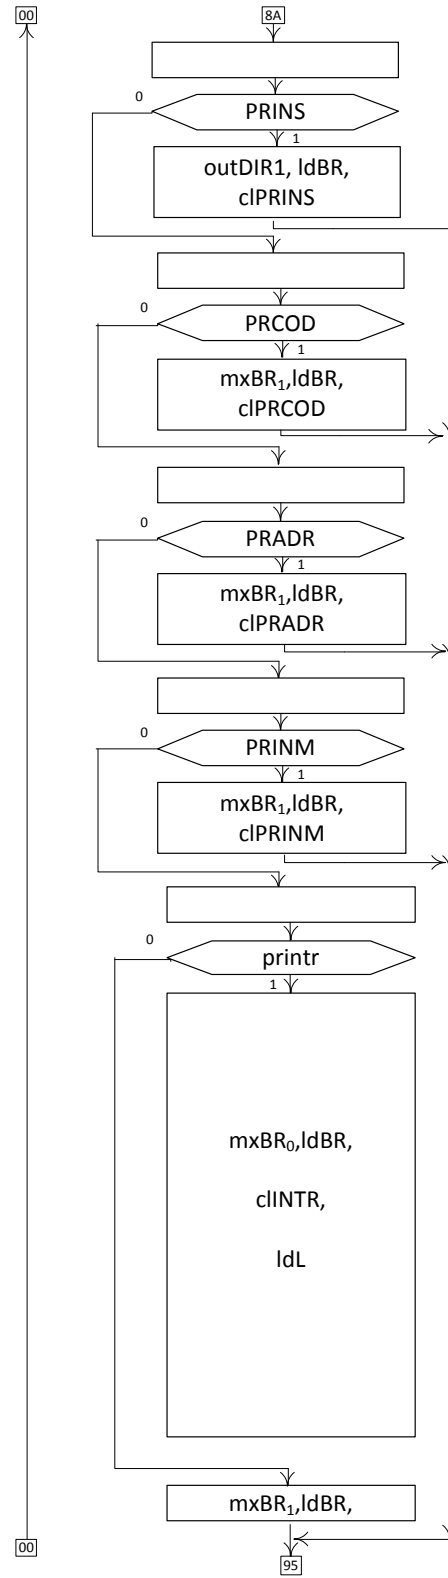 00
8A
0
PRINS
1
outDIR1, ldBR,
clPRINS
0
PRCOD
1
mxBR₁,ldBR,
clPRCOD
0
PRADR
1
mxBR₁,ldBR,
clPRADR
0
PRINM
1
mxBR₁,ldBR,
clPRINM
0
printr
1
mxBR₀,ldBR,
clINTR,
ldL
mxBR₁,ldBR,
00
95